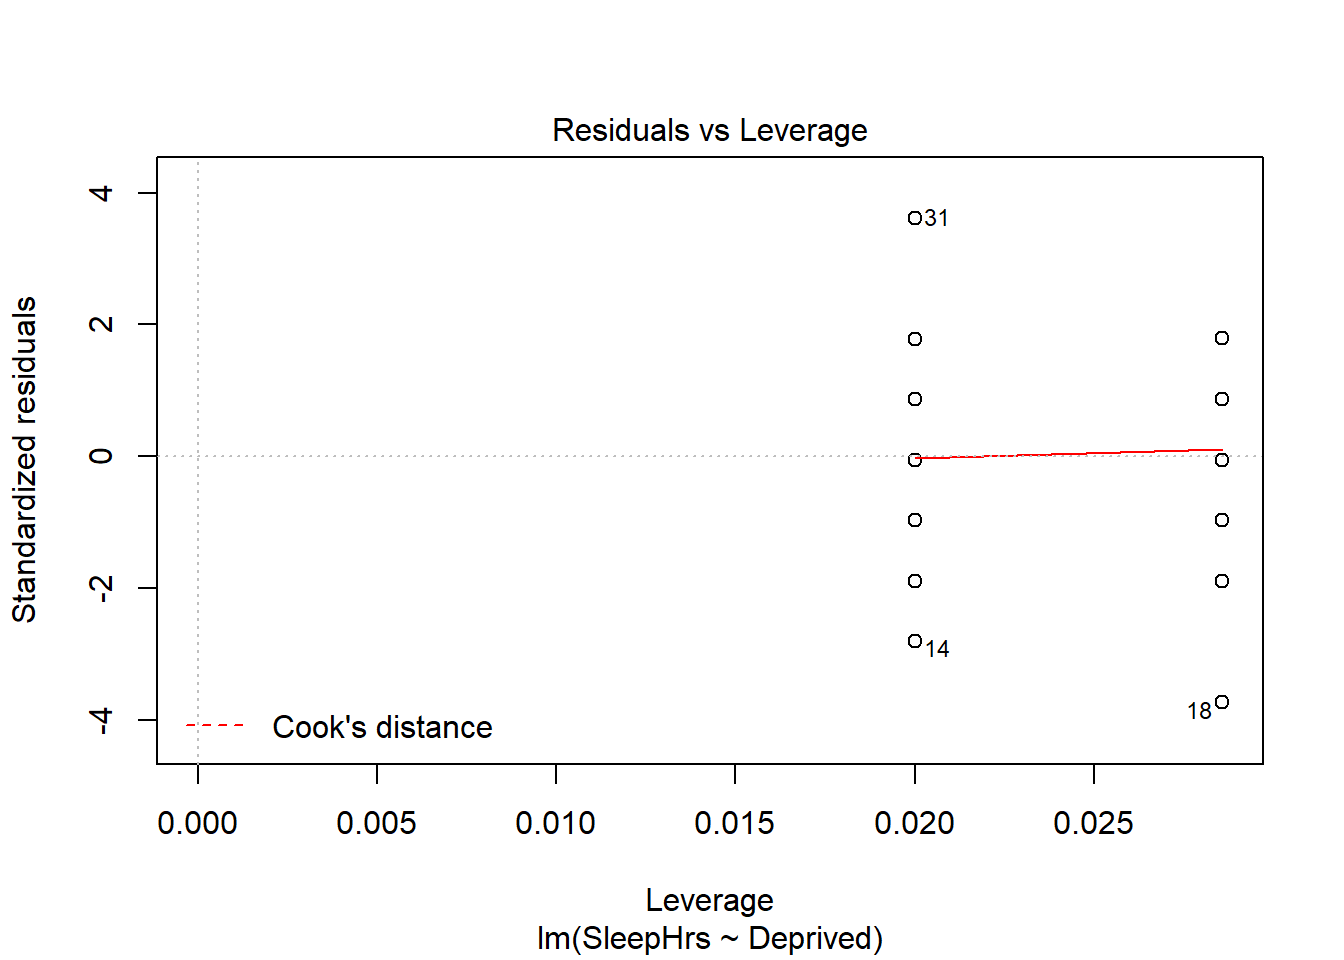 Residuals vs Leverage
Standardized residuals
4
2
0
-2
-4
31
14
18
Cook's distance
0.000 0.005 0.010 0.015 0.020 0.025
Leverage
lm(SleepHrs ~ Deprived)